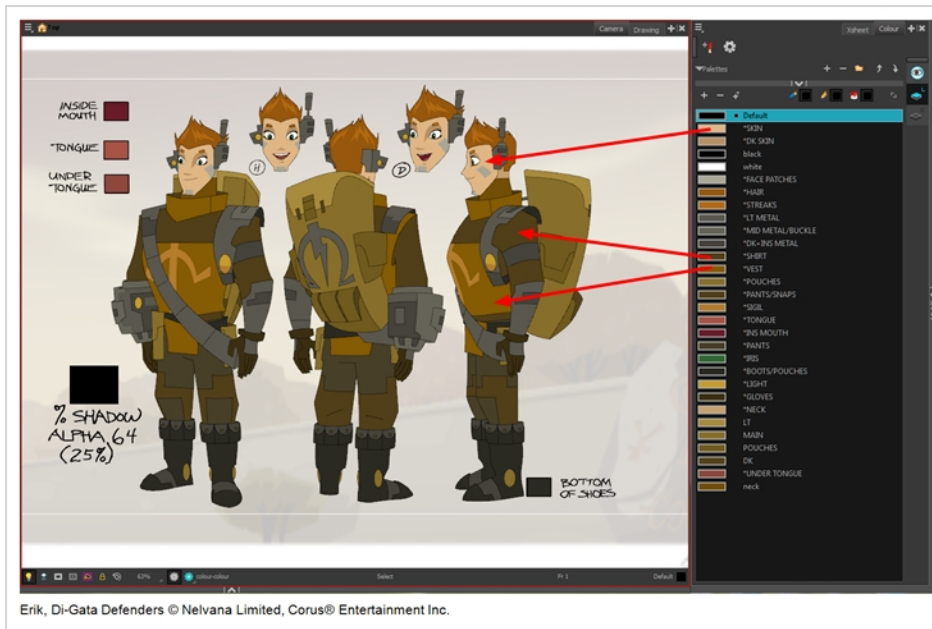 Top
Camera
Drawing
Xsheet
Colour
Palettes
INSIDE
MOUTH
TONGUE
UNDER
TONGUE
H
D
% SHADOW
ALPHA 64
(25%)
BOTTOM
OF SHOES
Default
*SKIN
*DK SKIN
black
white
*FACE PATCHES
*HAIR
*STREAKS
*LT METAL
*MID METAL/BUCKLE
*DK+INS METAL
*SHIRT
*VEST
*POUCHES
*PANTS/SNAPS
*SIGIL
*TONGUE
*INS MOUTH
*PANTS
*IRIS
*BOOTS/POUCHES
*LIGHT
*GLOVES
*NECK
LT
MAIN
POUCHES
DK
*UNDER TONGUE
neck
63%
colour-colour
Select
Fr 1
Default
Erik, Di-Gata Defenders © Nelvana Limited, Corus® Entertainment Inc.